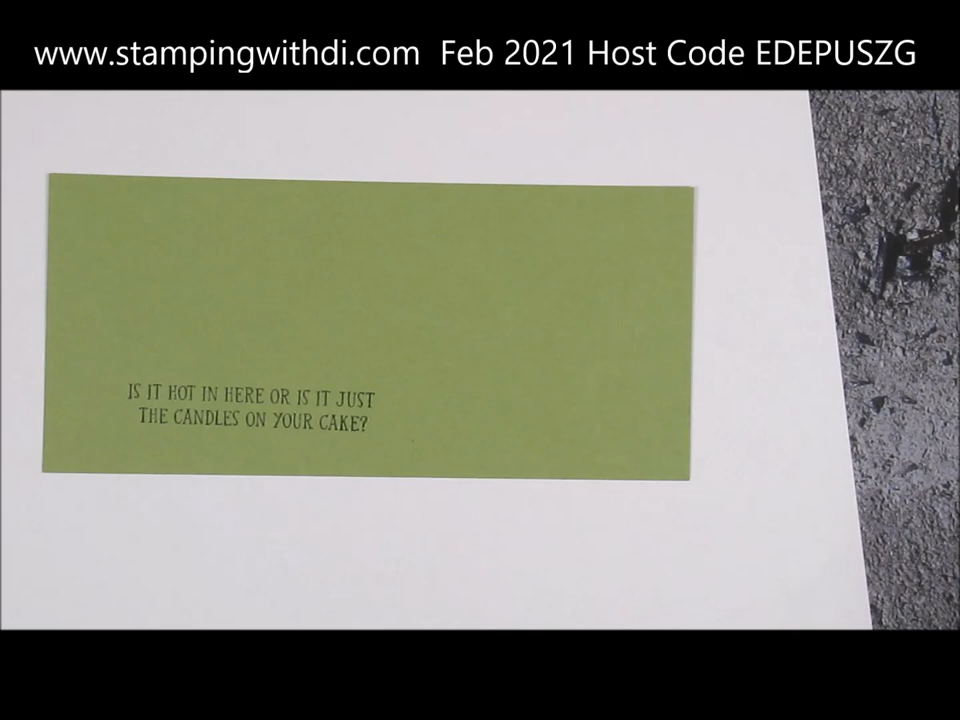 www.stampingwithdi.com Feb 2021 Host Code EDEPUSZG
IS IT HOT IN HERE OR IS IT JUST
THE CANDLES ON YOUR CAKE?